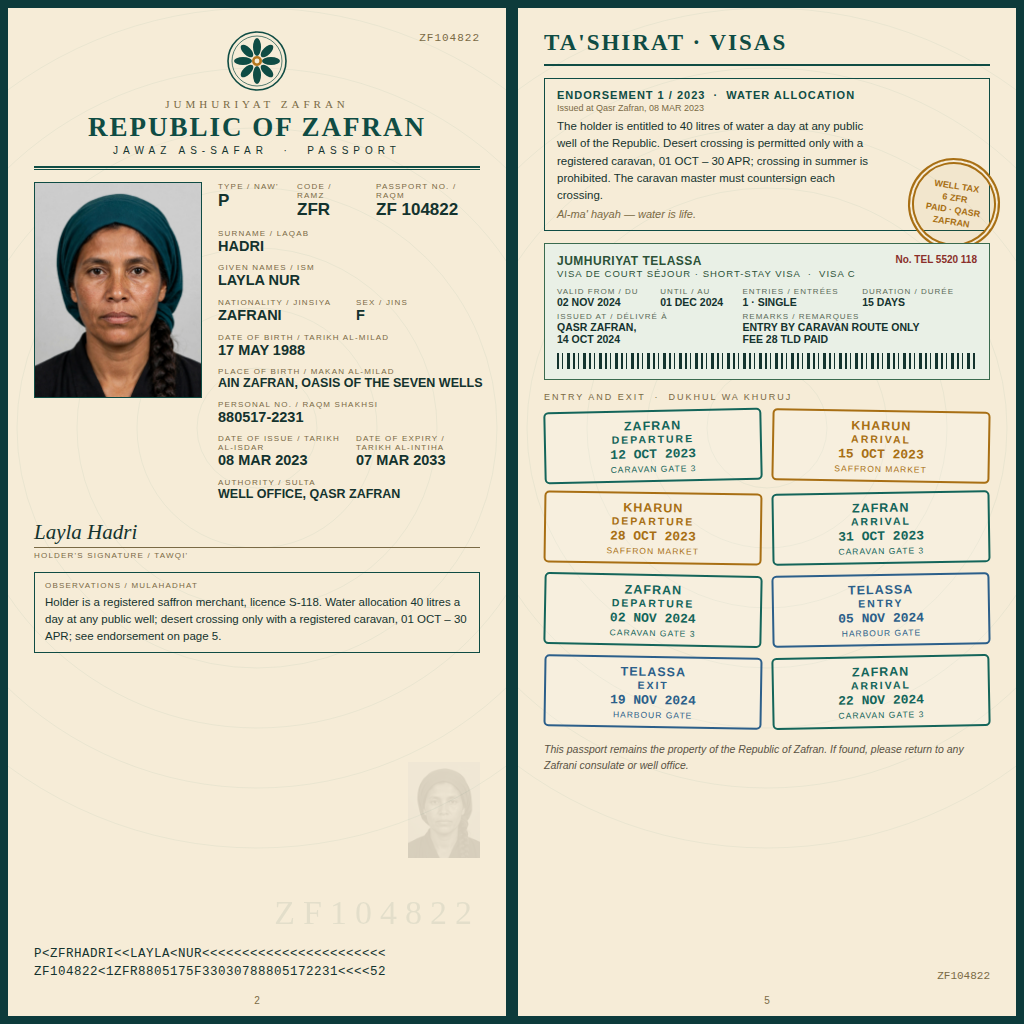 ZF104822
JUMHURIYAT ZAFRAN
REPUBLIC OF ZAFRAN
JAWAZ AS-SAFAR · PASSPORT
TYPE / NAW'
P
CODE / RAMZ
ZFR
PASSPORT NO. / RAQM
ZF 104822
SURNAME / LAQAB
HADRI
GIVEN NAMES / ISM
LAYLA NUR
NATIONALITY / JINSIYA
ZAFRANI
SEX / JINS
F
DATE OF BIRTH / TARIKH AL-MILAD
17 MAY 1988
PLACE OF BIRTH / MAKAN AL-MILAD
AIN ZAFRAN, OASIS OF THE SEVEN WELLS
PERSONAL NO. / RAQM SHAKHSI
880517-2231
DATE OF ISSUE / TARIKH AL-ISDAR
08 MAR 2023
DATE OF EXPIRY / TARIKH AL-INTIHA
07 MAR 2033
AUTHORITY / SULTA
WELL OFFICE, QASR ZAFRAN
Layla Hadri
HOLDER'S SIGNATURE / TAWQI'
OBSERVATIONS / MULAHADHAT
Holder is a registered saffron merchant, licence S-118. Water allocation 40 litres a
day at any public well; desert crossing only with a registered caravan, 01 OCT – 30
APR; see endorsement on page 5.
ZF104822
P<ZFRHADRI<<LAYLA<NUR<<<<<<<<<<<<<<<<<<<<<<<
ZF104822<1ZFR8805175F33030788805172231<<<<52
2
TA'SHIRAT · VISAS
ENDORSEMENT 1 / 2023 · WATER ALLOCATION
Issued at Qasr Zafran, 08 MAR 2023
The holder is entitled to 40 litres of water a day at any public
well of the Republic. Desert crossing is permitted only with a
registered caravan, 01 OCT – 30 APR; crossing in summer is
prohibited. The caravan master must countersign each
crossing.
Al-ma' hayah — water is life.
WELL TAX
6 ZFR
PAID · QASR
ZAFRAN
JUMHURIYAT TELASSA
No. TEL 5520 118
VISA DE COURT SÉJOUR · SHORT-STAY VISA · VISA C
VALID FROM / DU
02 NOV 2024
UNTIL / AU
01 DEC 2024
ENTRIES / ENTRÉES
1 · SINGLE
DURATION / DURÉE
15 DAYS
ISSUED AT / DÉLIVRÉ À
QASR ZAFRAN,
14 OCT 2024
REMARKS / REMARQUES
ENTRY BY CARAVAN ROUTE ONLY
FEE 28 TLD PAID
ENTRY AND EXIT · DUKHUL WA KHURUJ
ZAFRAN
DEPARTURE
12 OCT 2023
CARAVAN GATE 3
KHARUN
ARRIVAL
15 OCT 2023
SAFFRON MARKET
KHARUN
DEPARTURE
28 OCT 2023
SAFFRON MARKET
ZAFRAN
ARRIVAL
31 OCT 2023
CARAVAN GATE 3
ZAFRAN
DEPARTURE
02 NOV 2024
CARAVAN GATE 3
TELASSA
ENTRY
05 NOV 2024
HARBOUR GATE
TELASSA
EXIT
19 NOV 2024
HARBOUR GATE
ZAFRAN
ARRIVAL
22 NOV 2024
CARAVAN GATE 3
This passport remains the property of the Republic of Zafran. If found, please return to any
Zafrani consulate or well office.
ZF104822
5